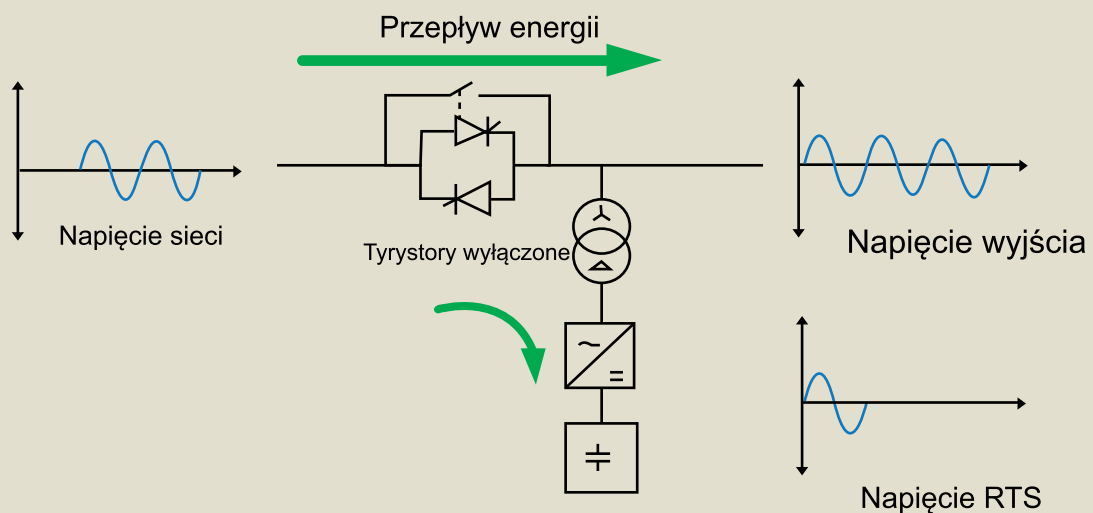 Przepływ energii
Napięcie sieci
Tyrystory wyłączone
Napięcie wyjścia
Napięcie RTS